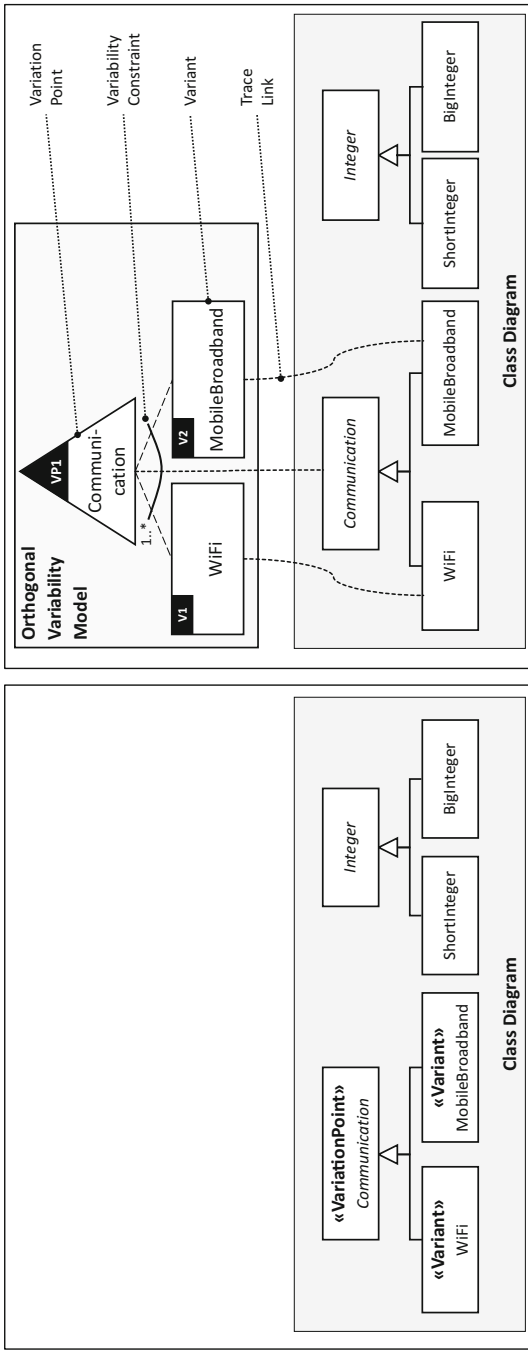 «VariationPoint»
Communication
«Variant»
WiFi
«Variant»
MobileBroadband
Integer
ShortInteger
BigInteger
Class Diagram
Orthogonal
Variability
Model
VP1
Communi-
cation
1..*
V1
WiFi
V2
MobileBroadband
Variation
Point
Variability
Constraint
Variant
Trace
Link
Communication
WiFi
MobileBroadband
Integer
ShortInteger
BigInteger
Class Diagram